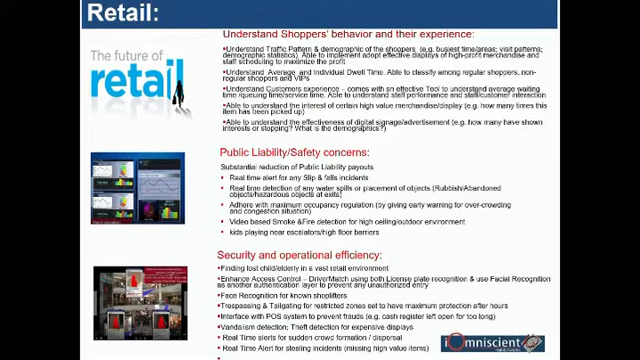 Retail:
The future of
retail
Understand Shoppers' behavior and their experience:
•Understand Traffic Pattern & demographic of the shoppers (e.g. busiest time/areas; visit patterns;
demographic statistics). Able to implement adopt effective displays of high-profit merchandise and
staff scheduling to maximize the profit
•Understand Average and Individual Dwell Time. Able to classify among regular shoppers, non-
regular shoppers and VIPs
•Understand Customers experience – comes with an effective Tool to understand average waiting
time /queuing time/service time. Able to understand staff performance and staff/customer interaction
•Able to understand the interest of certain high value merchandise/display (e.g. how many times this
item has been picked up)
•Able to understand the effectiveness of digital signage/advertisement (e.g. how many have shown
interests or stopping? What is the demographics?)
Public Liability/Safety concerns:
Substantial reduction of Public Liability payouts
• Real time alert for any Slip & falls incidents
• Real time detection of any water spills or placement of objects (Rubbish/Abandoned
objects/hazardous objects at exits)
• Adhere with maximum occupancy regulation (by giving early warning for over-crowding
and congestion situation)
• Video based Smoke &Fire detection for high ceiling/outdoor environment
• kids playing near escalators/high floor barriers
Security and operational efficiency:
•Finding lost child/elderly in a vast retail environment
•Enhance Access Control – DriverMatch using both License plate recognition & use Facial Recognition
as another authentication layer to prevent any unauthorized entry
•Face Recognition for known shoplifters
•Trespassing & Tailgating for restricted zones set to have maximum protection after hours
•Interface with POS system to prevent frauds (e.g. cash register left open for too long)
•Vandalism detection; Theft detection for expensive displays
• Real Time alerts for sudden crowd formation / dispersal
• Real Time Alert for stealing incidents (missing high value items)
•
iOmniscient